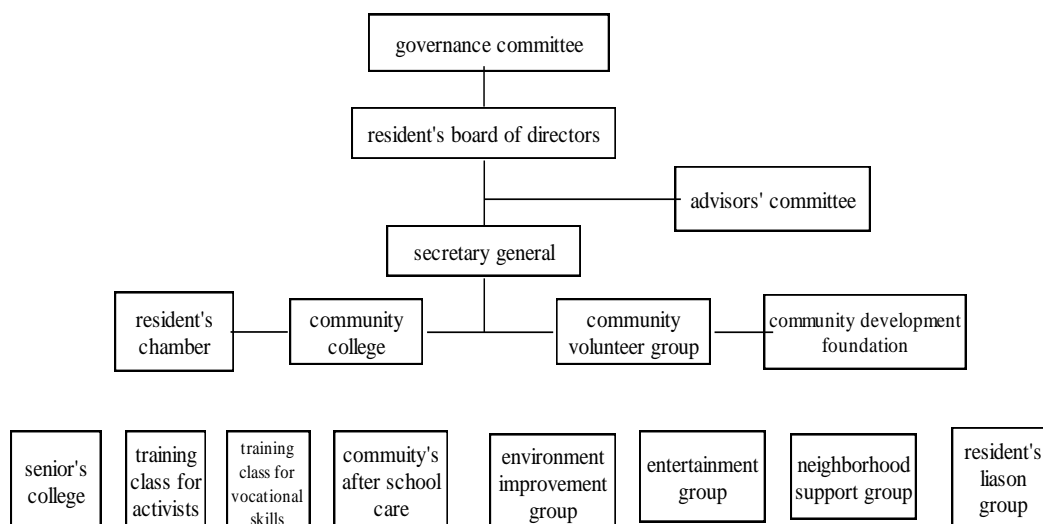 governance committee
resident's board of directors
advisors' committee
secretary general
resident's
chamber
community
college
community
volunteer group
community development
foundation
senior's
college
training
class for
activists
training
class for
vocational
skills
commuity's
after school
care
environment
improvement
group
entertainment
group
neighborhood
support group
resident's
liason
group